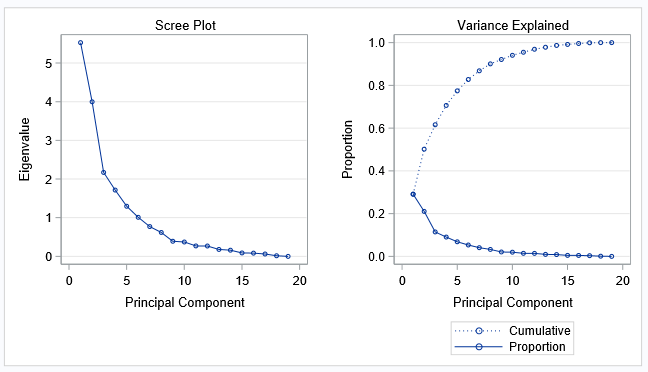 Scree Plot
Eigenvalue
5
4
3
2
1
0
0 5 10 15 20
Principal Component
Variance Explained
Proportion
1.0
0.8
0.6
0.4
0.2
0.0
0 5 10 15 20
Principal Component
Cumulative
Proportion